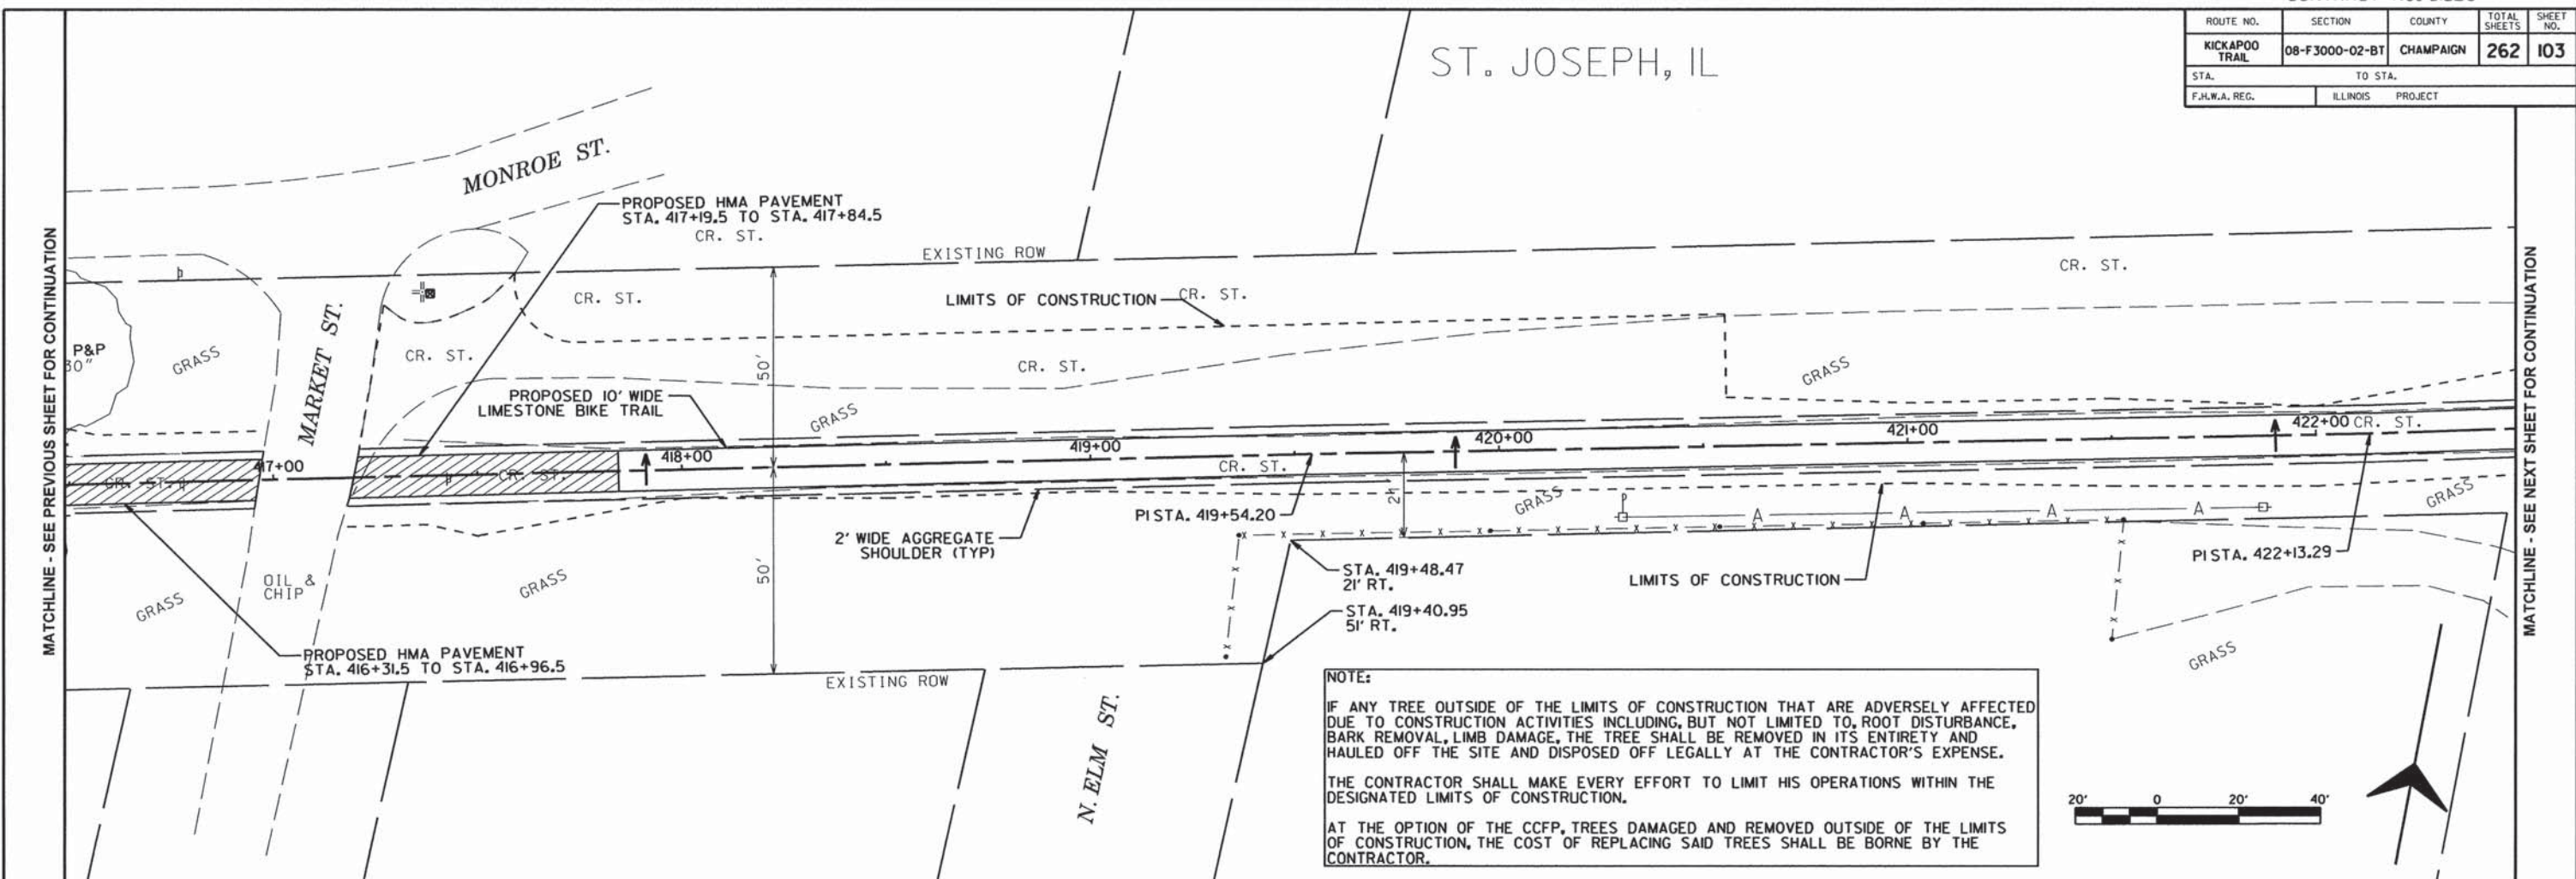 ROUTE NO. SECTION COUNTY TOTAL SHEETS SHEET NO.
KICKAPOO TRAIL 08-F3000-02-BT CHAMPAIGN 262 103
STA. TO STA.
F.H.W.A. REG. ILLINOIS PROJECT
ST. JOSEPH, IL
MONROE ST.
PROPOSED HMA PAVEMENT
STA. 417+19.5 TO STA. 417+84.5
CR. ST.
EXISTING ROW
CR. ST.
MATCHLINE - SEE PREVIOUS SHEET FOR CONTINUATION
MATCHLINE - SEE NEXT SHEET FOR CONTINUATION
CR. ST.
LIMITS OF CONSTRUCTION
CR. ST.
MARKET ST.
P&P
30"
GRASS
CR. ST.
50'
CR. ST.
GRASS
PROPOSED 10' WIDE
LIMESTONE BIKE TRAIL
GRASS
417+00
418+00
419+00
420+00
421+00
422+00
CR. ST.
CR. ST.
CR. ST.
CR. ST.
21'
GRASS
GRASS
P
A A A A
PI STA. 419+54.20
2' WIDE AGGREGATE
SHOULDER (TYP)
50'
PI STA. 422+13.29
OIL &
CHIP
GRASS
GRASS
STA. 419+48.47
21' RT.
LIMITS OF CONSTRUCTION
STA. 419+40.95
51' RT.
PROPOSED HMA PAVEMENT
STA. 416+31.5 TO STA. 416+96.5
EXISTING ROW
GRASS
N. ELM ST.
NOTE:
IF ANY TREE OUTSIDE OF THE LIMITS OF CONSTRUCTION THAT ARE ADVERSELY AFFECTED
DUE TO CONSTRUCTION ACTIVITIES INCLUDING, BUT NOT LIMITED TO, ROOT DISTURBANCE,
BARK REMOVAL, LIMB DAMAGE, THE TREE SHALL BE REMOVED IN ITS ENTIRETY AND
HAULED OFF THE SITE AND DISPOSED OFF LEGALLY AT THE CONTRACTOR'S EXPENSE.
THE CONTRACTOR SHALL MAKE EVERY EFFORT TO LIMIT HIS OPERATIONS WITHIN THE
DESIGNATED LIMITS OF CONSTRUCTION.
AT THE OPTION OF THE CCFP, TREES DAMAGED AND REMOVED OUTSIDE OF THE LIMITS
OF CONSTRUCTION, THE COST OF REPLACING SAID TREES SHALL BE BORNE BY THE
CONTRACTOR.
20' 0 20' 40'